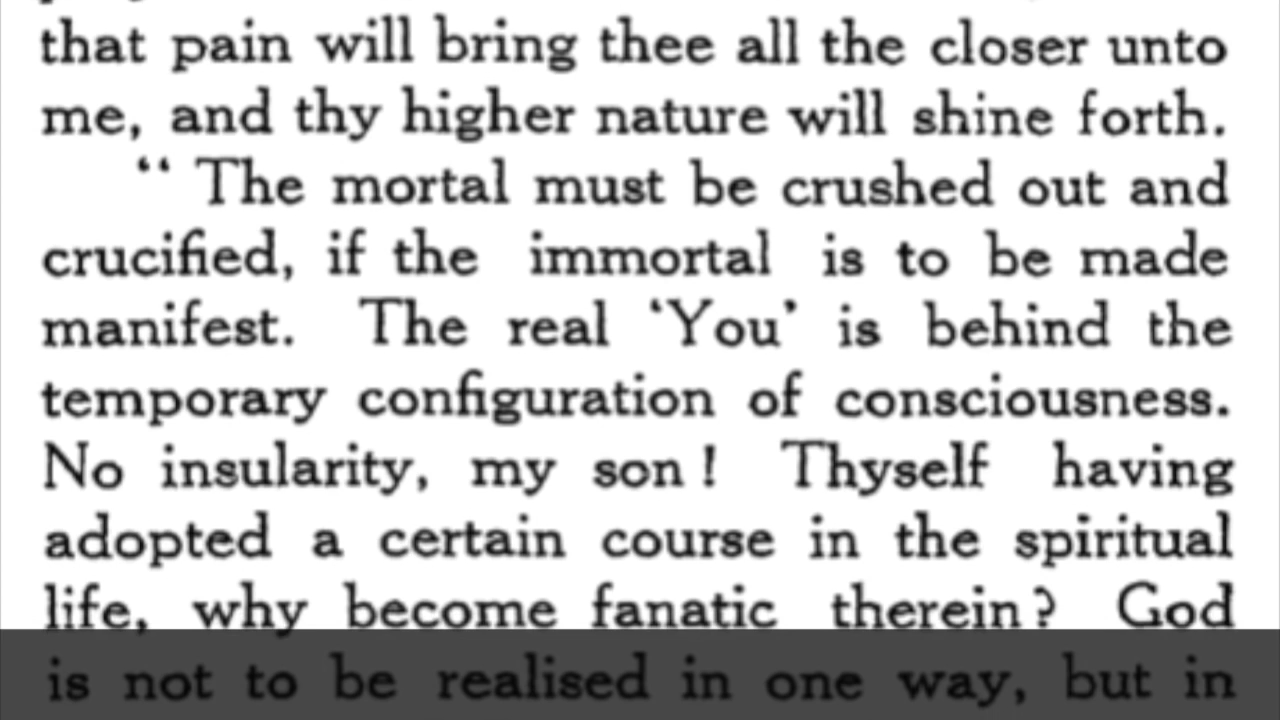 that pain will bring thee all the closer unto
me, and thy higher nature will shine forth.
“ The mortal must be crushed out and
crucified, if the immortal is to be made
manifest. The real ‘You’ is behind the
temporary configuration of consciousness.
No insularity, my son ! Thyself having
adopted a certain course in the spiritual
life, why become fanatic therein ? God
is not to be realised in one way, but in